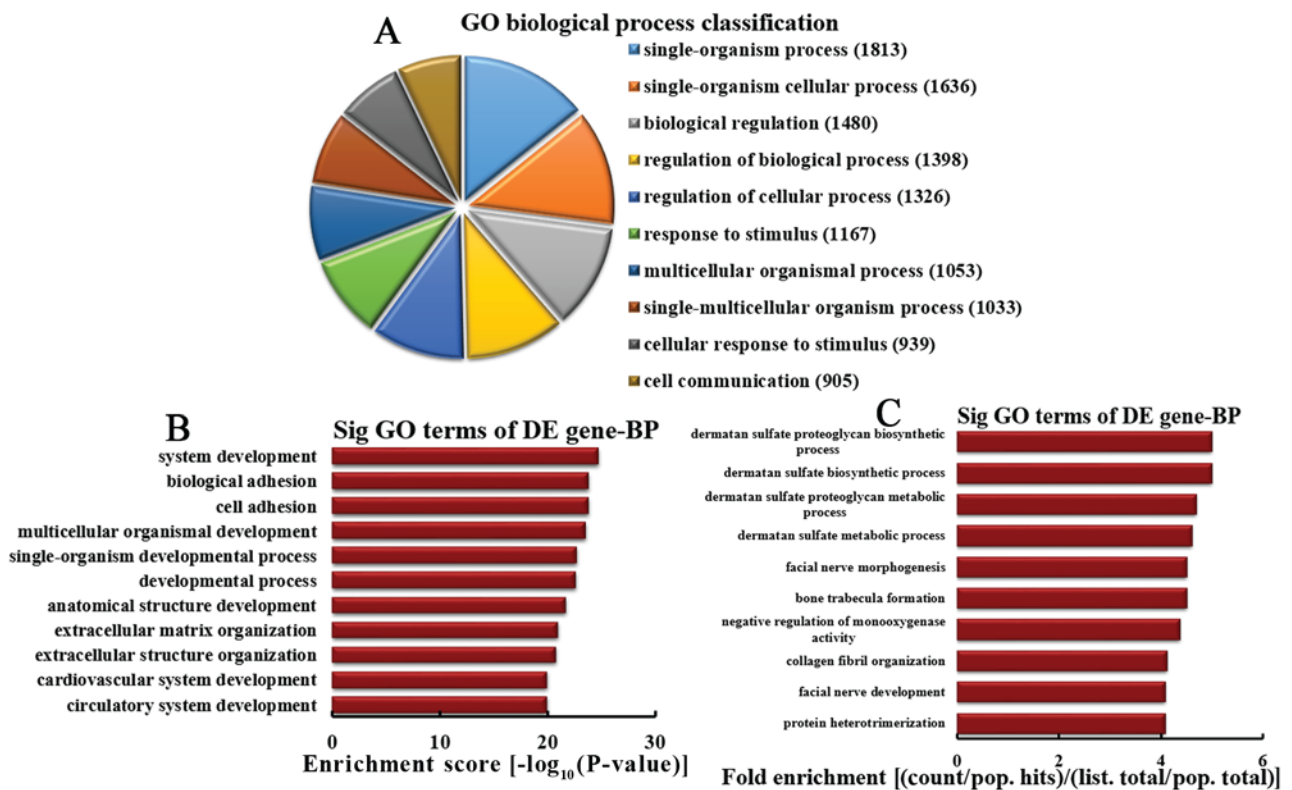 A
GO biological process classification
single-organism process (1813)
single-organism cellular process (1636)
biological regulation (1480)
regulation of biological process (1398)
regulation of cellular process (1326)
response to stimulus (1167)
multicellular organismal process (1053)
single-multicellular organism process (1033)
cellular response to stimulus (939)
cell communication (905)
B
Sig GO terms of DE gene-BP
system development
biological adhesion
cell adhesion
multicellular organismal development
single-organism developmental process
developmental process
anatomical structure development
extracellular matrix organization
extracellular structure organization
cardiovascular system development
circulatory system development
0 10 20 30
Enrichment score [-log10(P-value)]
C
Sig GO terms of DE gene-BP
dermatan sulfate proteoglycan biosynthetic
process
dermatan sulfate biosynthetic process
dermatan sulfate proteoglycan metabolic
process
dermatan sulfate metabolic process
facial nerve morphogenesis
bone trabecula formation
negative regulation of monooxygenase
activity
collagen fibril organization
facial nerve development
protein heterotrimerization
0 2 4 6
Fold enrichment [(count/pop. hits)/(list. total/pop. total)]